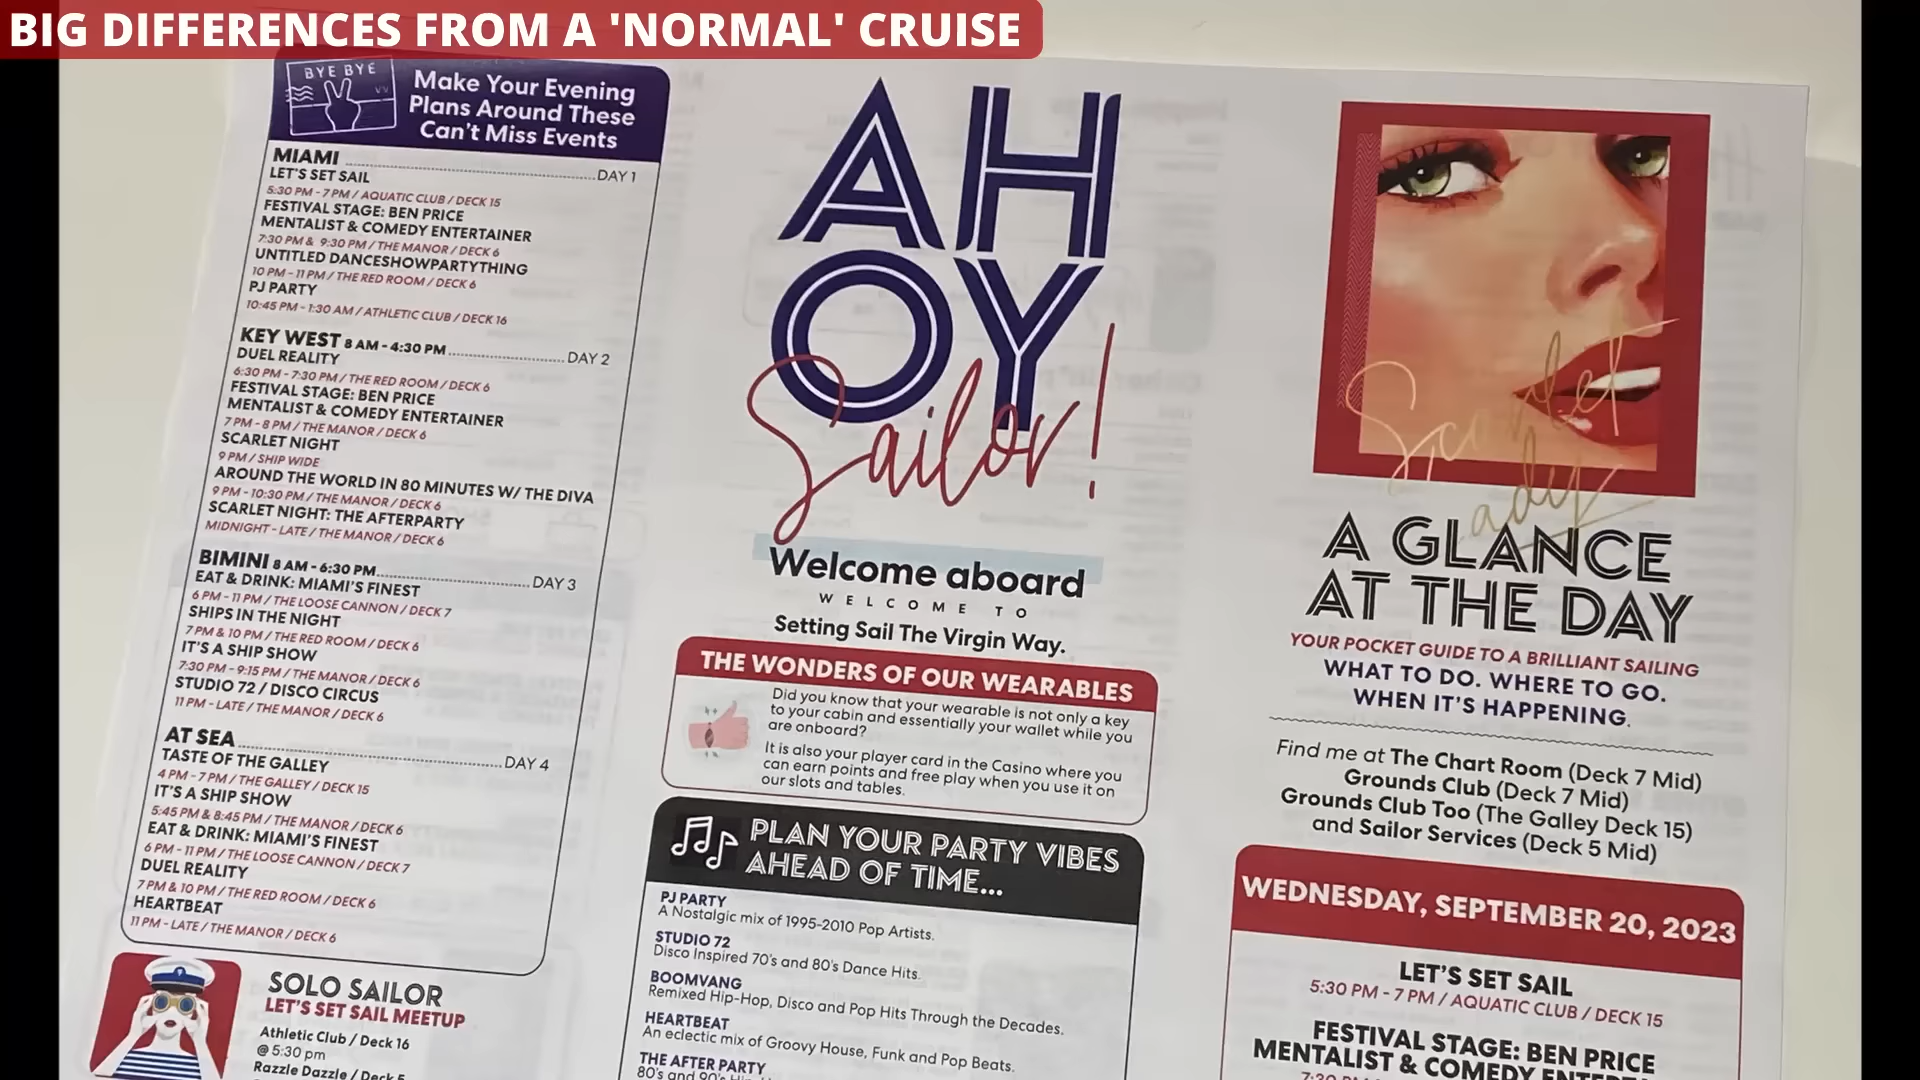 BIG DIFFERENCES FROM A 'NORMAL' CRUISE
BYE BYE
Make Your Evening
Plans Around These
Can't Miss Events
MIAMI ... DAY 1
LET'S SET SAIL
5:30 PM - 7 PM / AQUATIC CLUB / DECK 15
FESTIVAL STAGE: BEN PRICE
MENTALIST & COMEDY ENTERTAINER
7:30 PM & 9:30 PM / THE MANOR / DECK 6
UNTITLED DANCESHOWPARTYTHING
10 PM - 11 PM / THE RED ROOM / DECK 6
PJ PARTY
10:45 PM - 1:30 AM / ATHLETIC CLUB / DECK 16
KEY WEST 8 AM - 4:30 PM ... DAY 2
DUEL REALITY
6:30 PM - 7:30 PM / THE RED ROOM / DECK 6
FESTIVAL STAGE: BEN PRICE
MENTALIST & COMEDY ENTERTAINER
7 PM - 8 PM / THE MANOR / DECK 6
SCARLET NIGHT
9 PM / SHIP WIDE
AROUND THE WORLD IN 80 MINUTES W/ THE DIVA
9 PM - 10:30 PM / THE MANOR / DECK 6
SCARLET NIGHT: THE AFTERPARTY
MIDNIGHT - LATE / THE MANOR / DECK 6
BIMINI 8 AM - 6:30 PM ... DAY 3
EAT & DRINK: MIAMI'S FINEST
6 PM - 11 PM / THE LOOSE CANNON / DECK 7
SHIPS IN THE NIGHT
7 PM & 10 PM / THE RED ROOM / DECK 6
IT'S A SHIP SHOW
7:30 PM - 9:15 PM / THE MANOR / DECK 6
STUDIO 72 / DISCO CIRCUS
11 PM - LATE / THE MANOR / DECK 6
AT SEA ... DAY 4
TASTE OF THE GALLEY
4 PM - 7 PM / THE GALLEY / DECK 15
IT'S A SHIP SHOW
5:45 PM & 8:45 PM / THE MANOR / DECK 6
EAT & DRINK: MIAMI'S FINEST
6 PM - 11 PM / THE LOOSE CANNON / DECK 7
DUEL REALITY
7 PM & 10 PM / THE RED ROOM / DECK 6
HEARTBEAT
11 PM - LATE / THE MANOR / DECK 6
SOLO SAILOR
LET'S SET SAIL MEETUP
Athletic Club / Deck 16
@ 5:30 pm
Razzle Dazzle / Deck 5
AH
OY
Sailor!
Welcome aboard
WELCOME TO
Setting Sail The Virgin Way.
THE WONDERS OF OUR WEARABLES
Did you know that your wearable is not only a key
to your cabin and essentially your wallet while you
are onboard?
It is also your player card in the Casino where you
can earn points and free play when you use it on
our slots and tables.
PLAN YOUR PARTY VIBES
AHEAD OF TIME...
PJ PARTY
A Nostalgic mix of 1995-2010 Pop Artists.
STUDIO 72
Disco Inspired 70's and 80's Dance Hits.
BOOMVANG
Remixed Hip-Hop, Disco and Pop Hits Through the Decades.
HEARTBEAT
An eclectic mix of Groovy House, Funk and Pop Beats.
THE AFTER PARTY
80's and 90's
Scarlet
Lady
A GLANCE
AT THE DAY
YOUR POCKET GUIDE TO A BRILLIANT SAILING
WHAT TO DO. WHERE TO GO.
WHEN IT'S HAPPENING.
Find me at The Chart Room (Deck 7 Mid)
Grounds Club (Deck 7 Mid)
Grounds Club Too (The Galley Deck 15)
and Sailor Services (Deck 5 Mid)
WEDNESDAY, SEPTEMBER 20, 2023
LET'S SET SAIL
5:30 PM - 7 PM / AQUATIC CLUB / DECK 15
FESTIVAL STAGE: BEN PRICE
MENTALIST & COMEDY